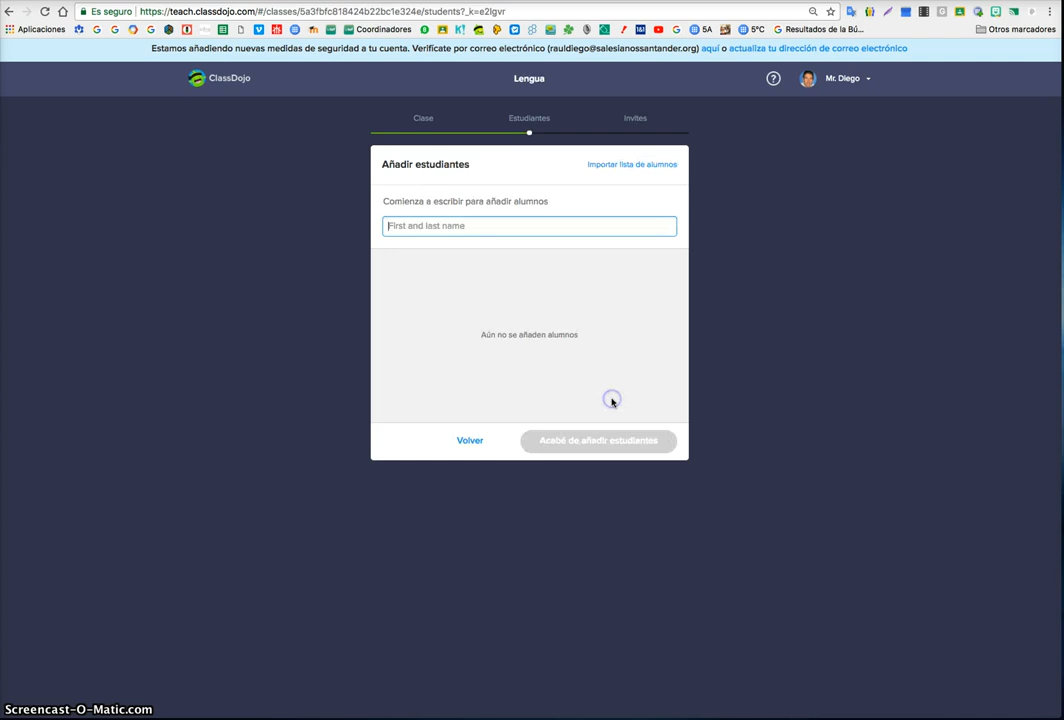 Es seguro https://teach.classdojo.com/#/classes/5a3fbfc818424b22bc1e324e/students?_k=e2lgvr
Aplicaciones Coordinadores 5A 5ºC Resultados de la Bú... Otros marcadores
Estamos añadiendo nuevas medidas de seguridad a tu cuenta. Verifícate por correo electrónico (rauldiego@salesianossantander.org) aquí o actualiza tu dirección de correo electrónico
ClassDojo Lengua ? Mr. Diego
Clase Estudiantes Invites
Añadir estudiantes Importar lista de alumnos
Comienza a escribir para añadir alumnos
First and last name
Aún no se añaden alumnos
Volver Acabé de añadir estudiantes
Screencast-O-Matic.com